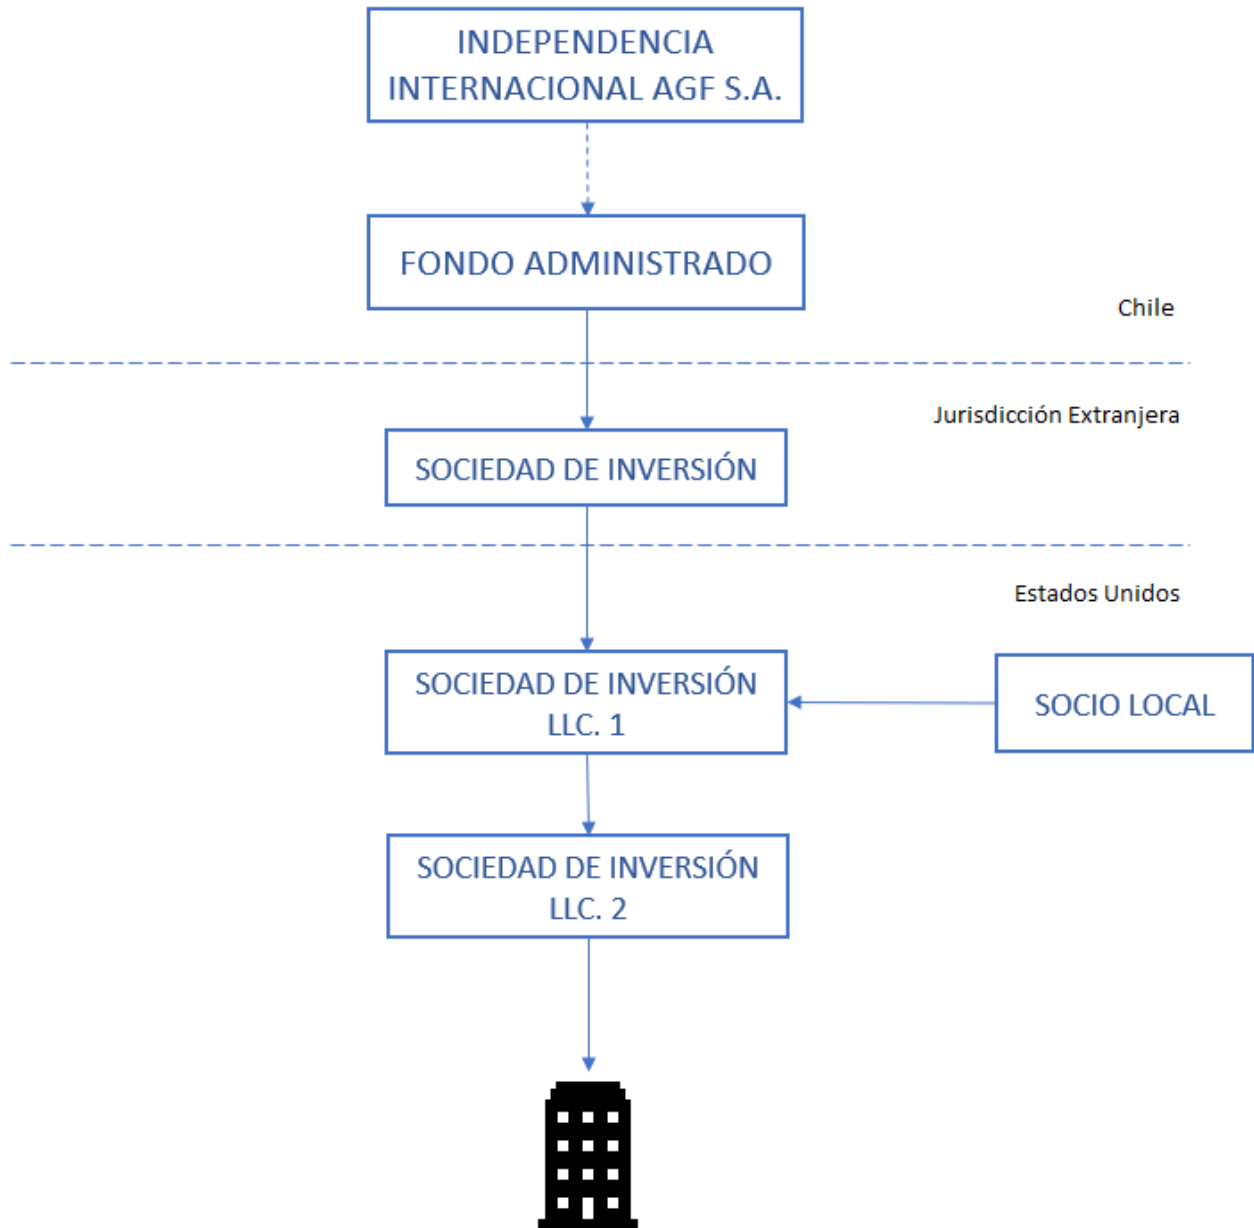 INDEPENDENCIA
INTERNACIONAL AGF S.A.
FONDO ADMINISTRADO
Chile
Jurisdicción Extranjera
SOCIEDAD DE INVERSIÓN
Estados Unidos
SOCIEDAD DE INVERSIÓN
LLC. 1
SOCIO LOCAL
SOCIEDAD DE INVERSIÓN
LLC. 2